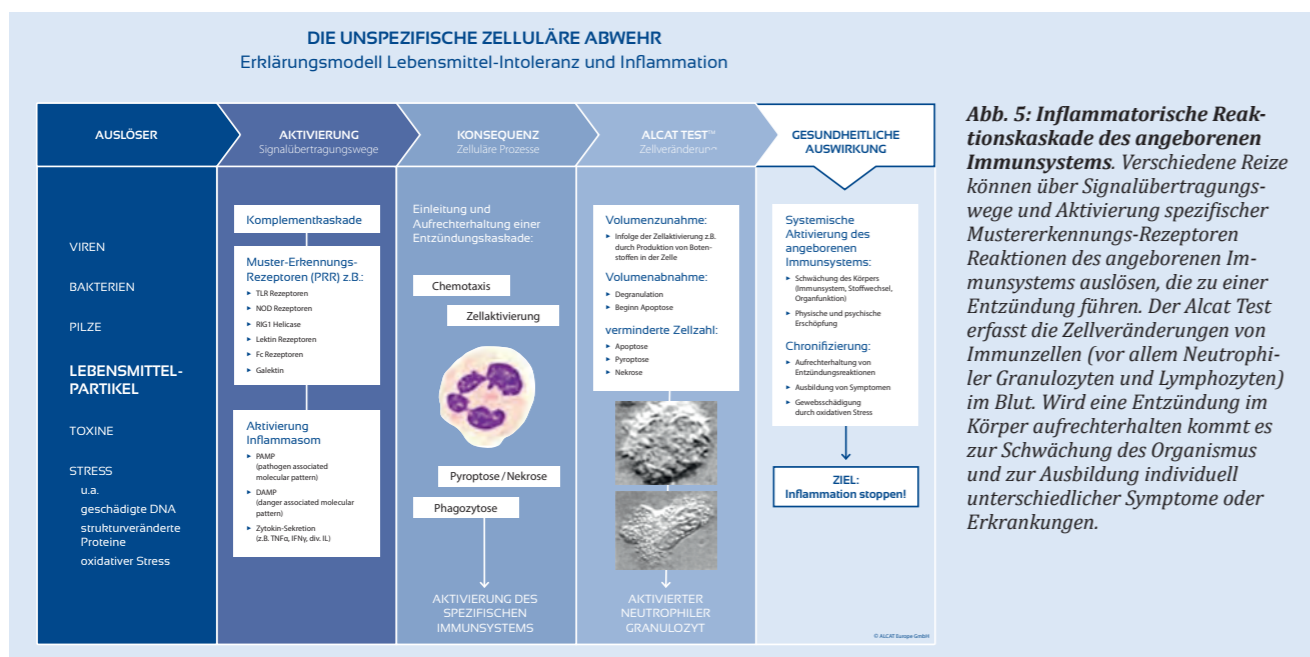 DIE UNSPEZIFISCHE ZELLULÄRE ABWEHR
Erklärungsmodell Lebensmittel-Intoleranz und Inflammation
AUSLÖSER
VIREN
BAKTERIEN
PILZE
LEBENSMITTEL-
PARTIKEL
TOXINE
STRESS
u.a.
geschädigte DNA
strukturveränderte
Proteine
oxidativer Stress
AKTIVIERUNG
Signalübertragungswege
Komplementkaskade
Muster-Erkennungs-
Rezeptoren (PRR) z.B.:
► TLR Rezeptoren
► NOD Rezeptoren
► RIG1 Helicase
► Lektin Rezeptoren
► Fc Rezeptoren
► Galektin
Aktivierung
Inflammasom
► PAMP
(pathogen associated
molecular pattern)
► DAMP
(danger associated molecular
pattern)
► Zytokin-Sekretion
(z.B. TNFα, IFNγ, div. IL)
KONSEQUENZ
Zelluläre Prozesse
Einleitung und
Aufrechterhaltung einer
Entzündungskaskade:
Chemotaxis
Zellaktivierung
Pyroptose / Nekrose
Phagozytose
AKTIVIERUNG DES
SPEZIFISCHEN
IMMUNSYSTEMS
ALCAT TEST™
Zellveränderung
Volumenzunahme:
► Infolge der Zellaktivierung z.B.
durch Produktion von Boten-
stoffen in der Zelle
Volumenabnahme:
► Degranulation
► Beginn Apoptose
verminderte Zellzahl:
► Apoptose
► Pyroptose
► Nekrose
AKTIVIERTER
NEUTROPHILER
GRANULOZYT
GESUNDHEITLICHE
AUSWIRKUNG
Systemische
Aktivierung des
angeborenen
Immunsystems:
► Schwächung des Körpers
(Immunsystem, Stoffwechsel,
Organfunktion)
► Physische und psychische
Erschöpfung
Chronifizierung:
► Aufrechterhaltung von
Entzündungsreaktionen
► Ausbildung von Symptomen
► Gewebsschädigung
durch oxidativen Stress
ZIEL:
Inflammation stoppen!
© ALCAT Europe GmbH
Abb. 5: Inflammatorische Reak-
tionskaskade des angeborenen
Immunsystems. Verschiedene Reize
können über Signalübertragungs-
wege und Aktivierung spezifischer
Mustererkennungs-Rezeptoren
Reaktionen des angeborenen Im-
munsystems auslösen, die zu einer
Entzündung führen. Der Alcat Test
erfasst die Zellveränderungen von
Immunzellen (vor allem Neutrophi-
ler Granulozyten und Lymphozyten)
im Blut. Wird eine Entzündung im
Körper aufrechterhalten kommt es
zur Schwächung des Organismus
und zur Ausbildung individuell
unterschiedlicher Symptome oder
Erkrankungen.